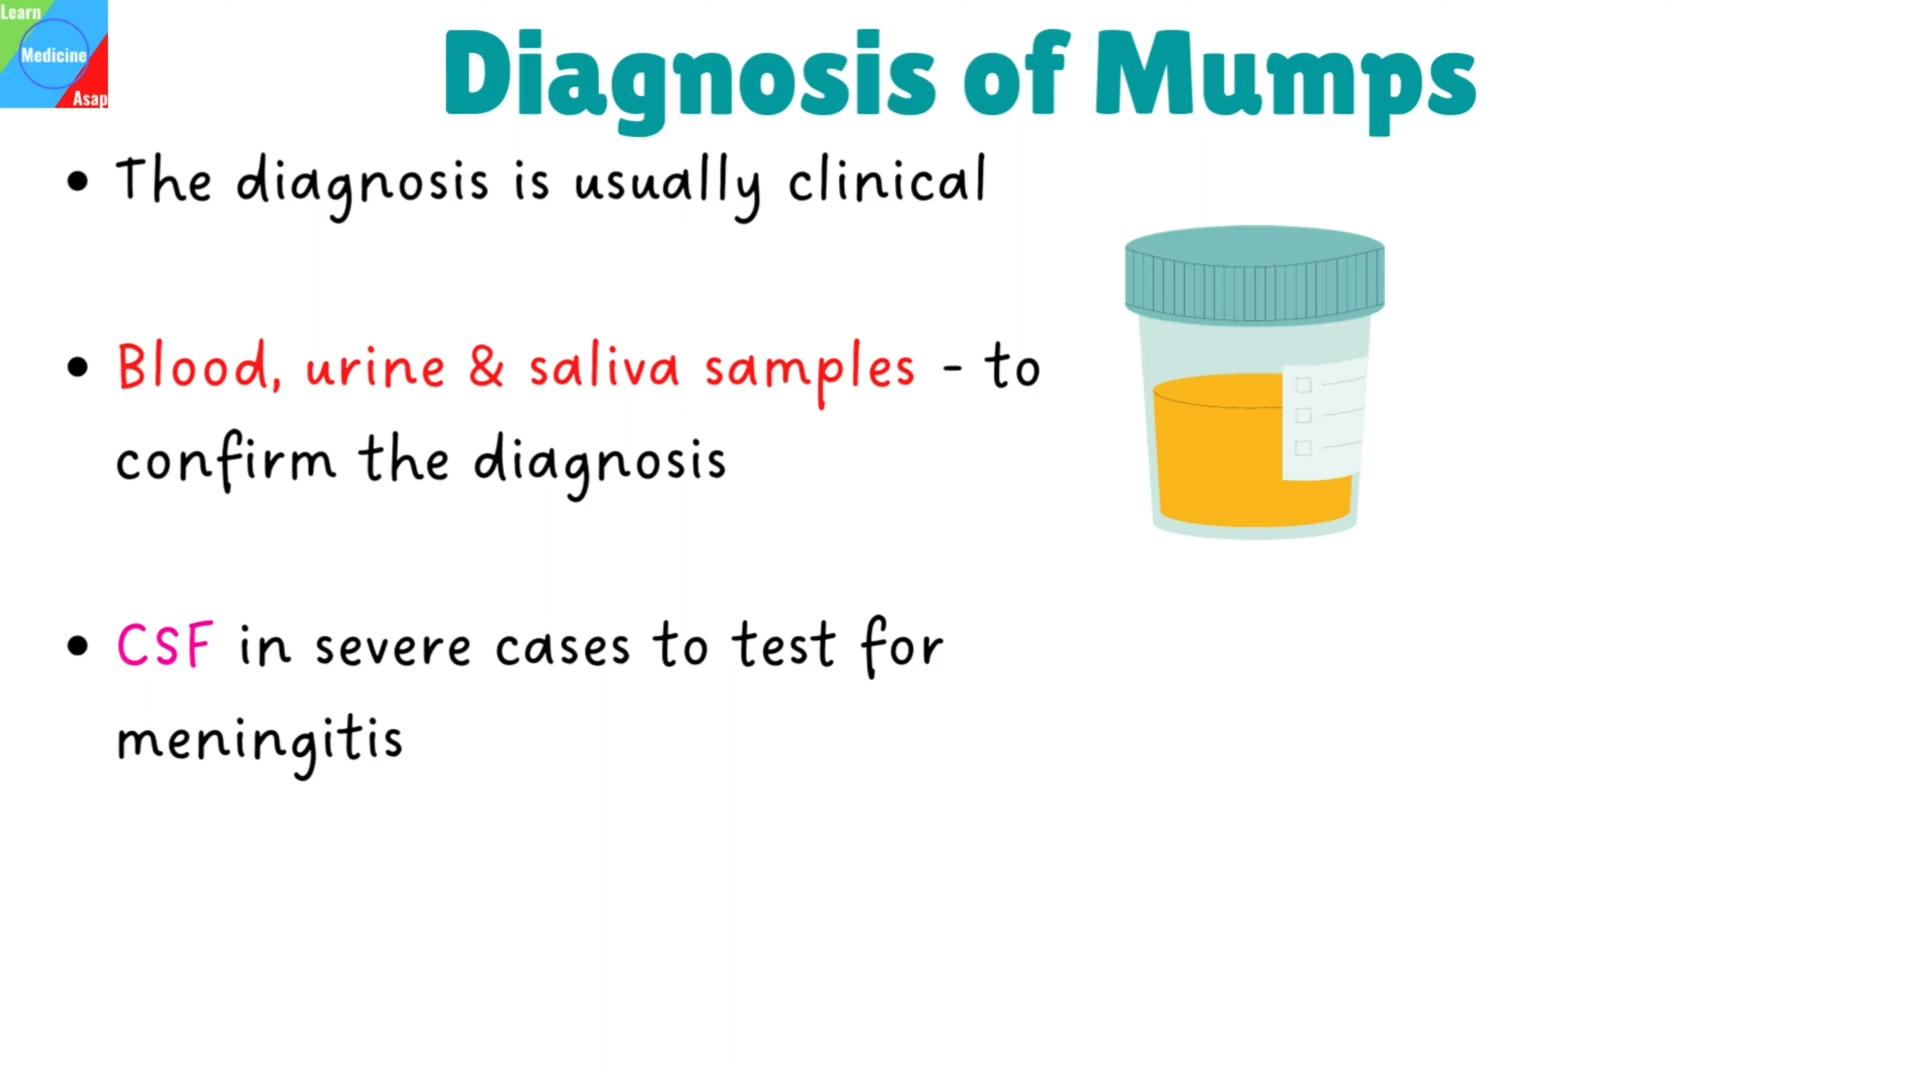 Learn
Medicine
Asap
Diagnosis of Mumps
• The diagnosis is usually clinical
• Blood, urine & saliva samples - to
confirm the diagnosis
• CSF in severe cases to test for
meningitis